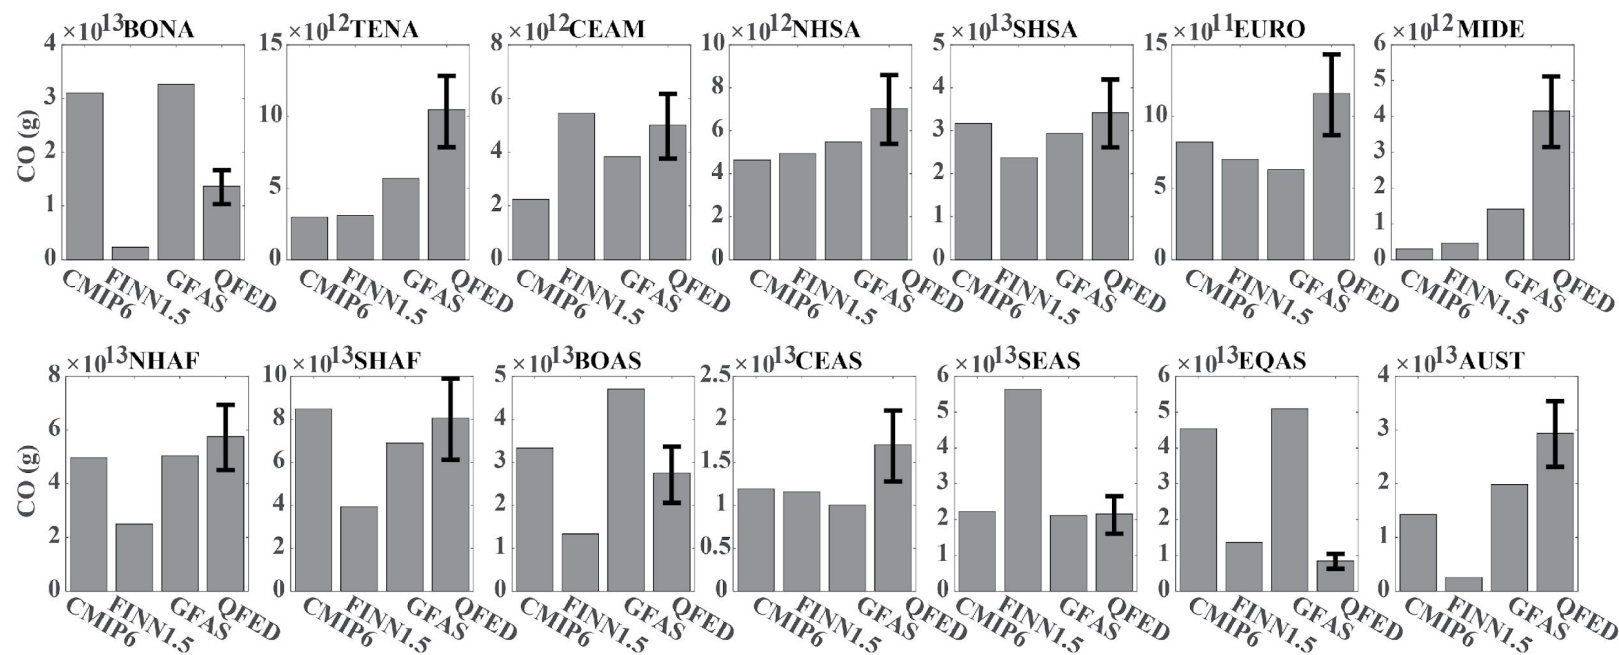 ×10¹³BONA
4
3
2
1
0
CO (g)
CMIP6
FINN1.5
GFAS
QFED
×10¹²TENA
15
10
5
0
CMIP6
FINN1.5
GFAS
QFED
×10¹²CEAM
8
6
4
2
0
CMIP6
FINN1.5
GFAS
QFED
×10¹²NHSA
10
8
6
4
2
0
CMIP6
FINN1.5
GFAS
QFED
×10¹³SHSA
5
4
3
2
1
0
CMIP6
FINN1.5
GFAS
QFED
×10¹¹EURO
15
10
5
0
CMIP6
FINN1.5
GFAS
QFED
×10¹²MIDE
6
5
4
3
2
1
0
CMIP6
FINN1.5
GFAS
QFED
×10¹³NHAF
8
6
4
2
0
CO (g)
CMIP6
FINN1.5
GFAS
QFED
×10¹³SHAF
10
8
6
4
2
0
CMIP6
FINN1.5
GFAS
QFED
×10¹³BOAS
5
4
3
2
1
0
CMIP6
FINN1.5
GFAS
QFED
×10¹³CEAS
2.5
2
1.5
1
0.5
0
CMIP6
FINN1.5
GFAS
QFED
×10¹³SEAS
6
5
4
3
2
1
0
CMIP6
FINN1.5
GFAS
QFED
×10¹³EQAS
6
5
4
3
2
1
0
CMIP6
FINN1.5
GFAS
QFED
×10¹³AUST
4
3
2
1
0
CMIP6
FINN1.5
GFAS
QFED